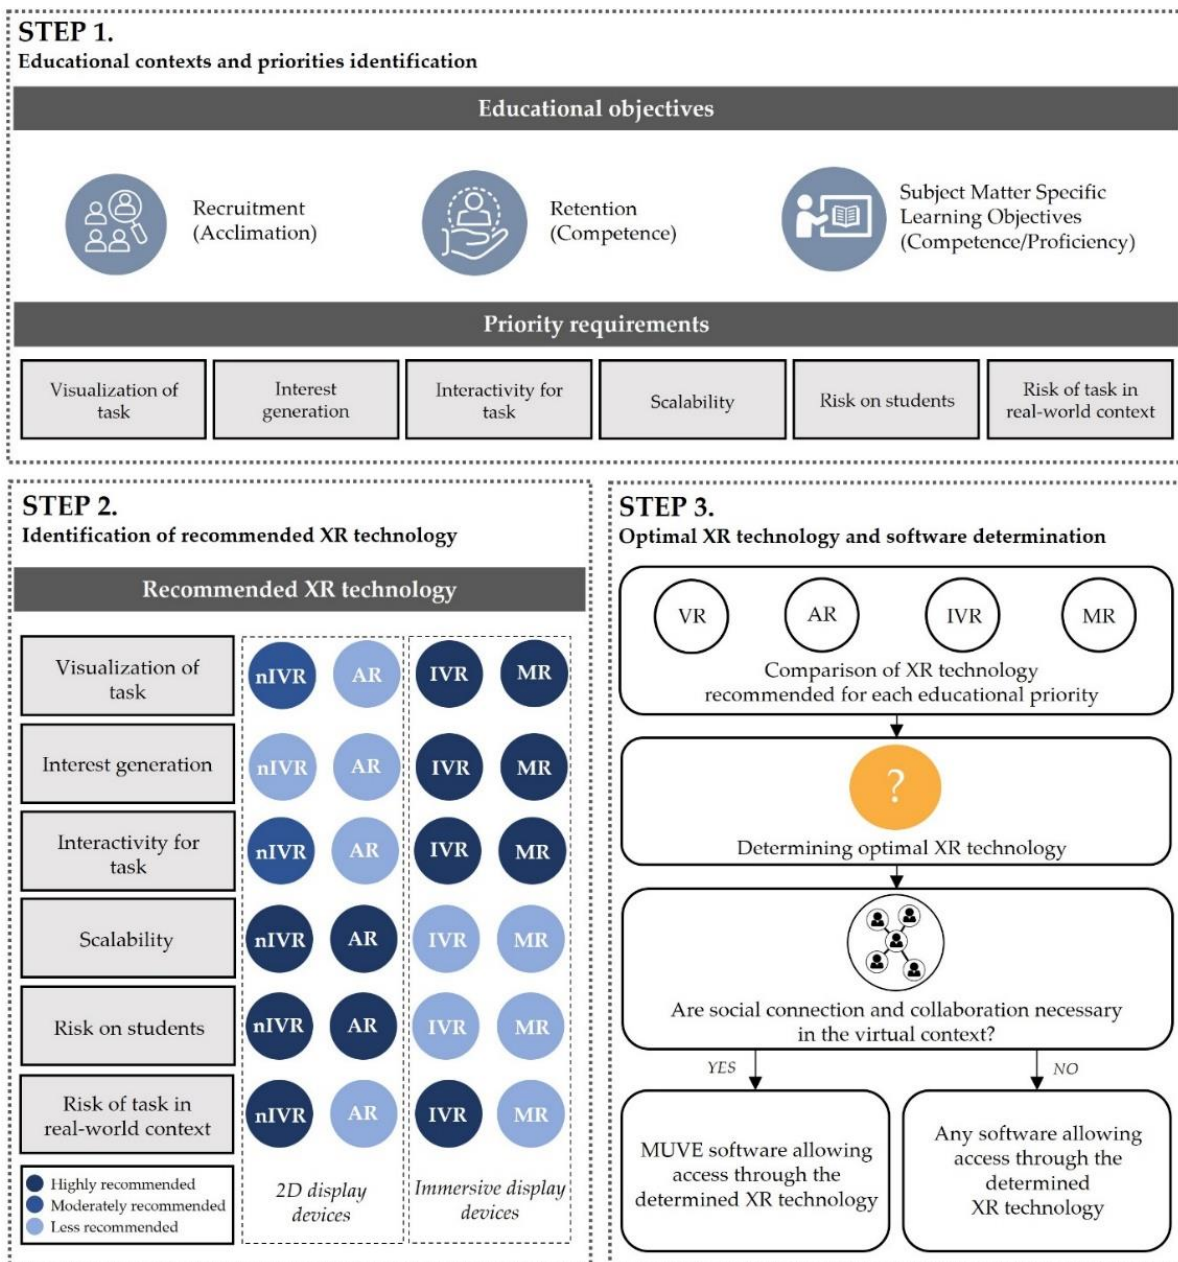 STEP 1.
Educational contexts and priorities identification
Educational objectives
Recruitment
(Acclimation)
Retention
(Competence)
Subject Matter Specific
Learning Objectives
(Competence/Proficiency)
Priority requirements
Visualization of
task
Interest
generation
Interactivity for
task
Scalability
Risk on students
Risk of task in
real-world context
STEP 2.
Identification of recommended XR technology
Recommended XR technology
Visualization of
task
nIVR AR IVR MR
Interest generation
nIVR AR IVR MR
Interactivity for
task
nIVR AR IVR MR
Scalability
nIVR AR IVR MR
Risk on students
nIVR AR IVR MR
Risk of task in
real-world context
nIVR AR IVR MR
Highly recommended
Moderately recommended
Less recommended
2D display
devices
Immersive display
devices
STEP 3.
Optimal XR technology and software determination
VR AR IVR MR
Comparison of XR technology
recommended for each educational priority
?
Determining optimal XR technology
Are social connection and collaboration necessary
in the virtual context?
YES
NO
MUVE software allowing
access through the
determined XR technology
Any software allowing
access through the
determined
XR technology